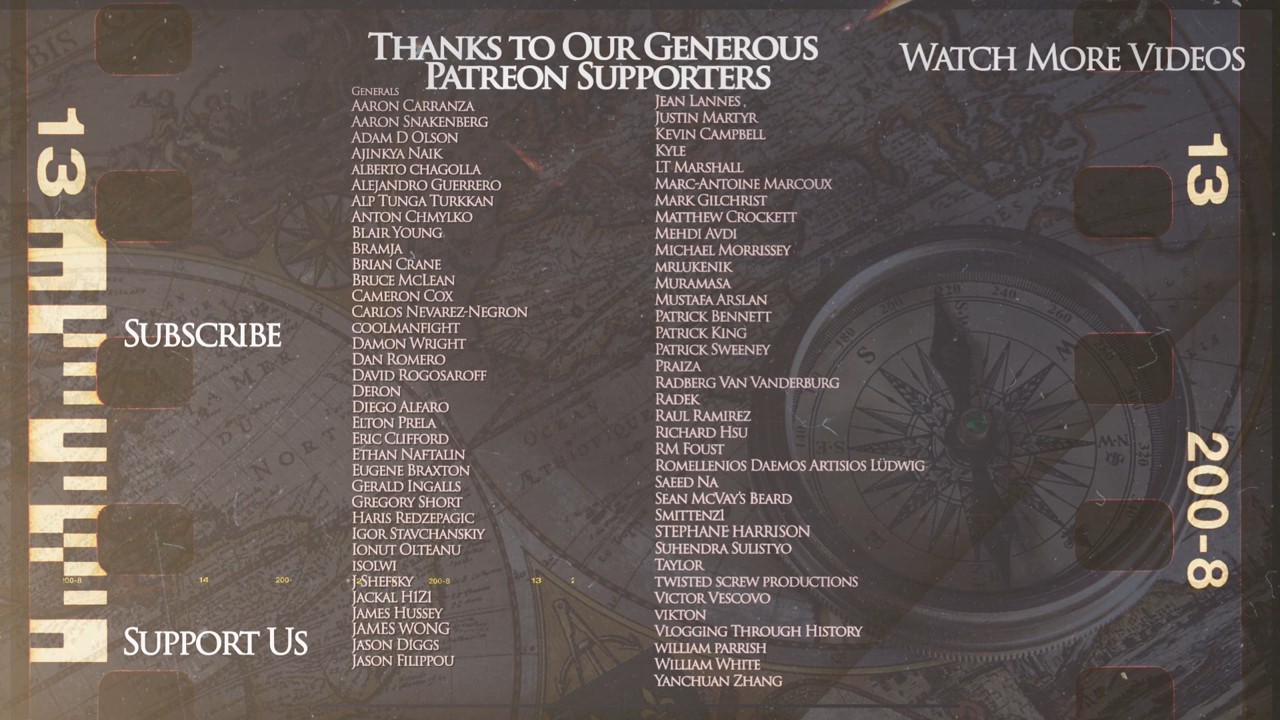 Thanks to Our Generous
Patreon Supporters
Watch More Videos
Generals
Aaron Carranza
Aaron Snakenberg
Adam D Olson
Ajinkya Naik
alberto chagolla
Alejandro Guerrero
Alp Tunga Turkkan
Anton Chmylko
Blair Young
Bramja
Brian Crane
Bruce McLean
Cameron Cox
Carlos Nevarez-Negron
coolmanfight
Damon Wright
Dan Romero
David Rogosaroff
Deron
Diego Alfaro
Elton Prela
Eric Clifford
Ethan Naftalin
Eugene Braxton
Gerald Ingalls
Gregory Short
Haris Redzepagic
Igor Stavchanskiy
Ionut Olteanu
isolwi
J-Shefsky
Jackal H1Z1
James Hussey
James Wong
Jason Diggs
Jason Filippou
Jean Lannes
Justin Martyr
Kevin Campbell
Kyle
LT Marshall
Marc-Antoine Marcoux
Mark Gilchrist
Matthew Crockett
Mehdi Avdi
Michael Morrissey
mrlukenik
Muramasa
Mustafa Arslan
Patrick Bennett
Patrick King
Patrick Sweeney
Praiza
Radberg Van Vanderburg
Radek
Raul Ramirez
Richard Hsu
RM Foust
Romellenios Daemos Artisios Lüdwig
Saeed Na
Sean McVay's Beard
Smittenz1
Stephane Harrison
Suhendra Sulistyo
Taylor
twisted screw productions
Victor Vescovo
vikton
Vlogging Through History
william parrish
William White
Yanchuan Zhang
Subscribe
Support Us
13
13
200-8
14
200-
200-8
13